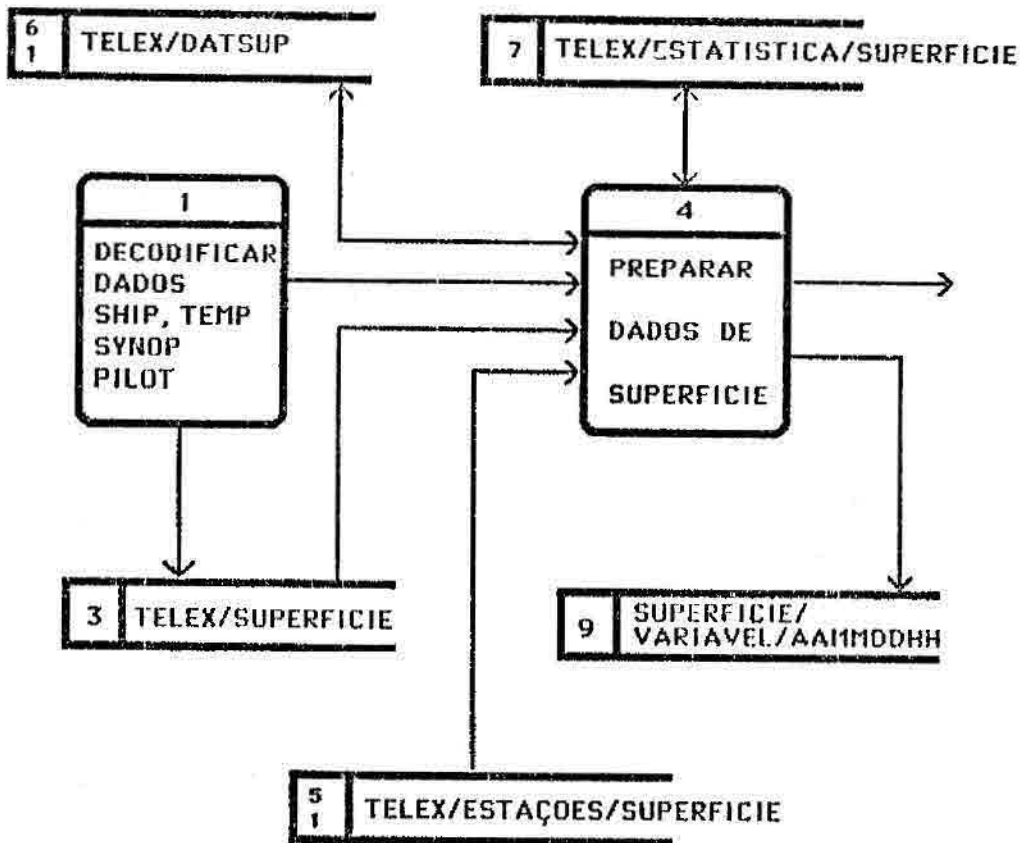 6
1
TELEX/DATSUP
7
TELEX/ESTATISTICA/SUPERFICIE
1
DECODIFICAR
DADOS
SHIP, TEMP
SYNOP
PILOT
4
PREPARAR
DADOS DE
SUPERFICIE
3
TELEX/SUPERFICIE
9
SUPERFICIE/
VARIAVEL/AAMMDDHH
5
1
TELEX/ESTAÇOES/SUPERFICIE